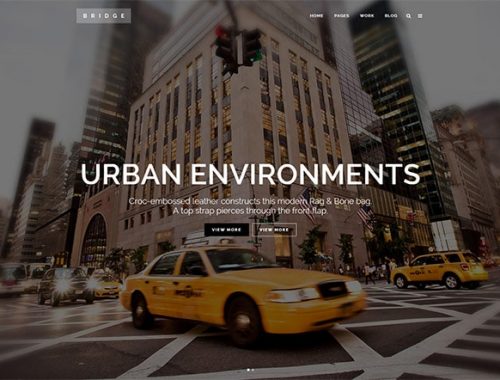 BRIDGE
HOME PAGES WORK BLOG
URBAN ENVIRONMENTS
Croc-embossed leather constructs this modern Rag & Bone bag.
A top strap pierces through the front flap.
VIEW MORE VIEW MORE